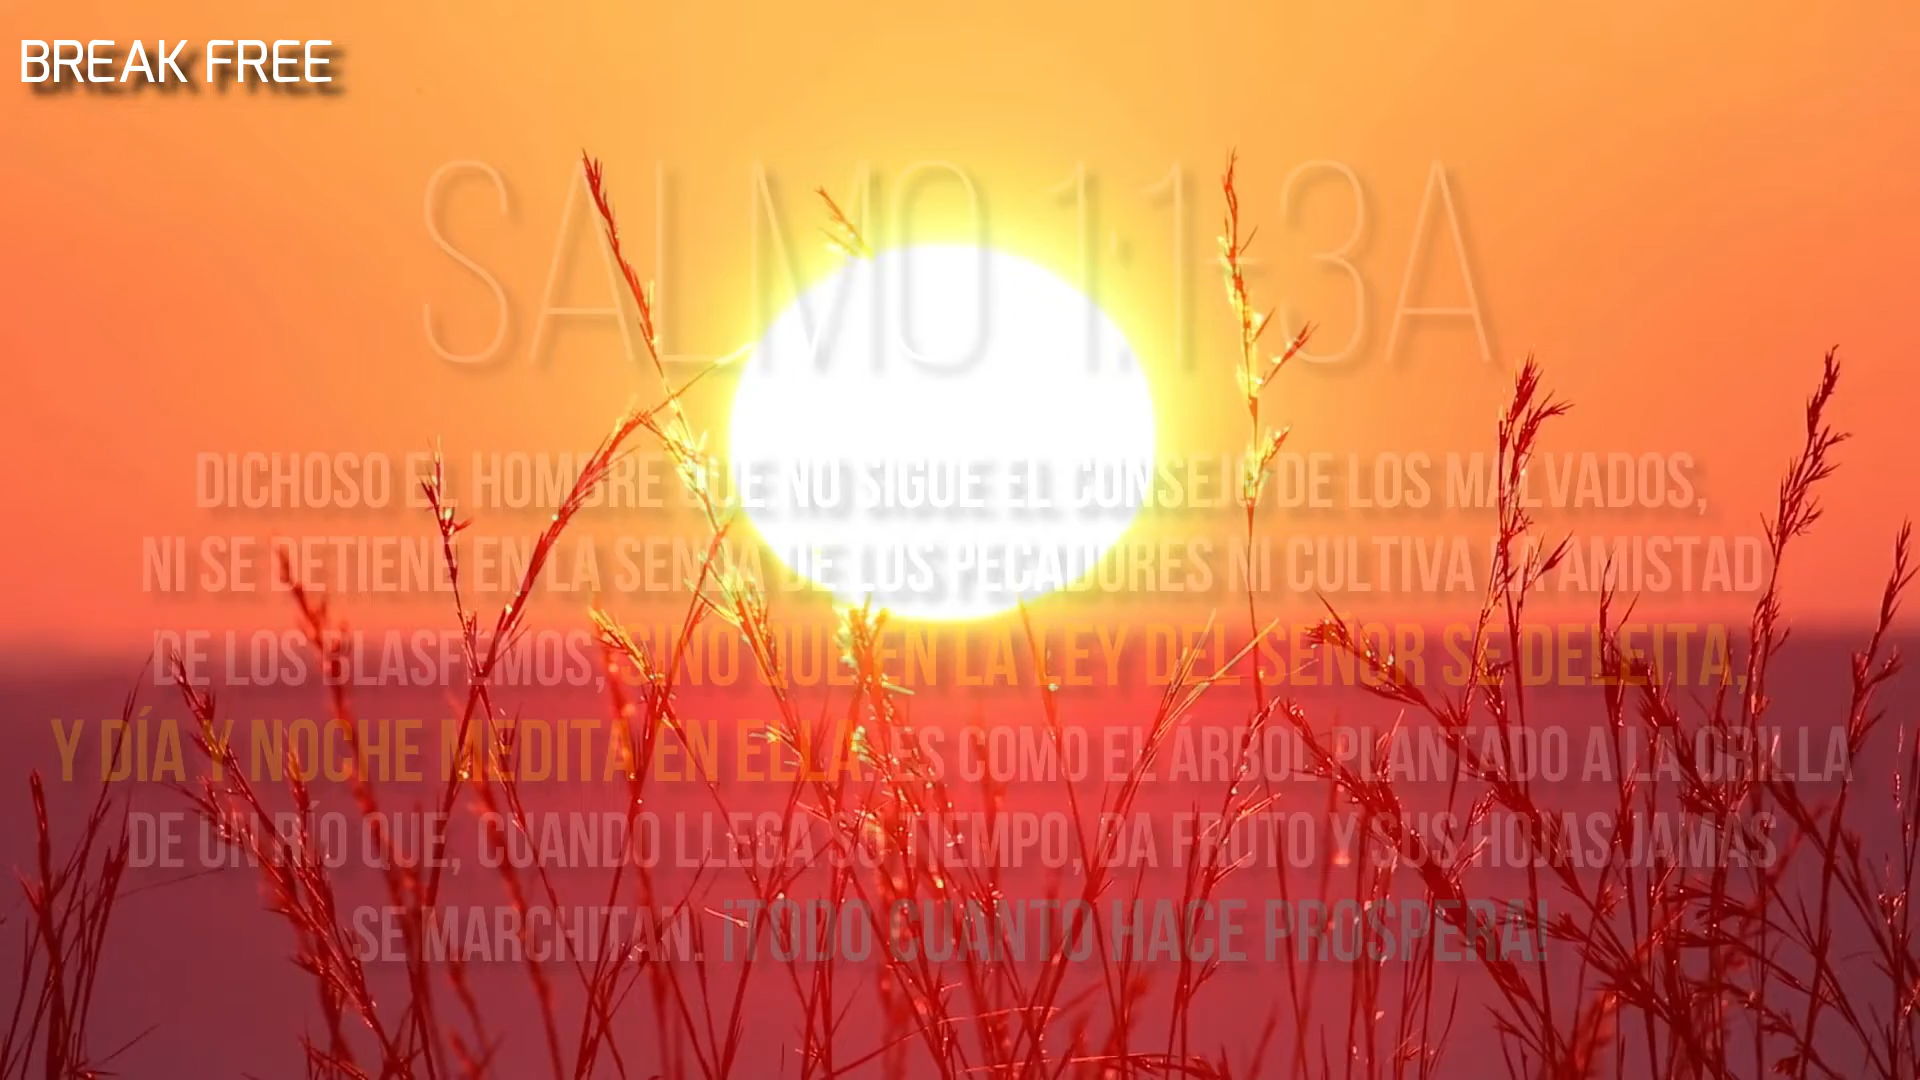 BREAK FREE
SALMO 1:1-3A
DICHOSO EL HOMBRE QUE NO SIGUE EL CONSEJO DE LOS MALVADOS,
NI SE DETIENE EN LA SENDA DE LOS PECADORES NI CULTIVA LA AMISTAD
DE LOS BLASFEMOS, SINO QUE EN LA LEY DEL SEÑOR SE DELEITA,
Y DÍA Y NOCHE MEDITA EN ELLA. ES COMO EL ÁRBOL PLANTADO A LA ORILLA
DE UN RÍO QUE, CUANDO LLEGA SU TIEMPO, DA FRUTO Y SUS HOJAS JAMÁS
SE MARCHITAN. ¡TODO CUANTO HACE PROSPERA!